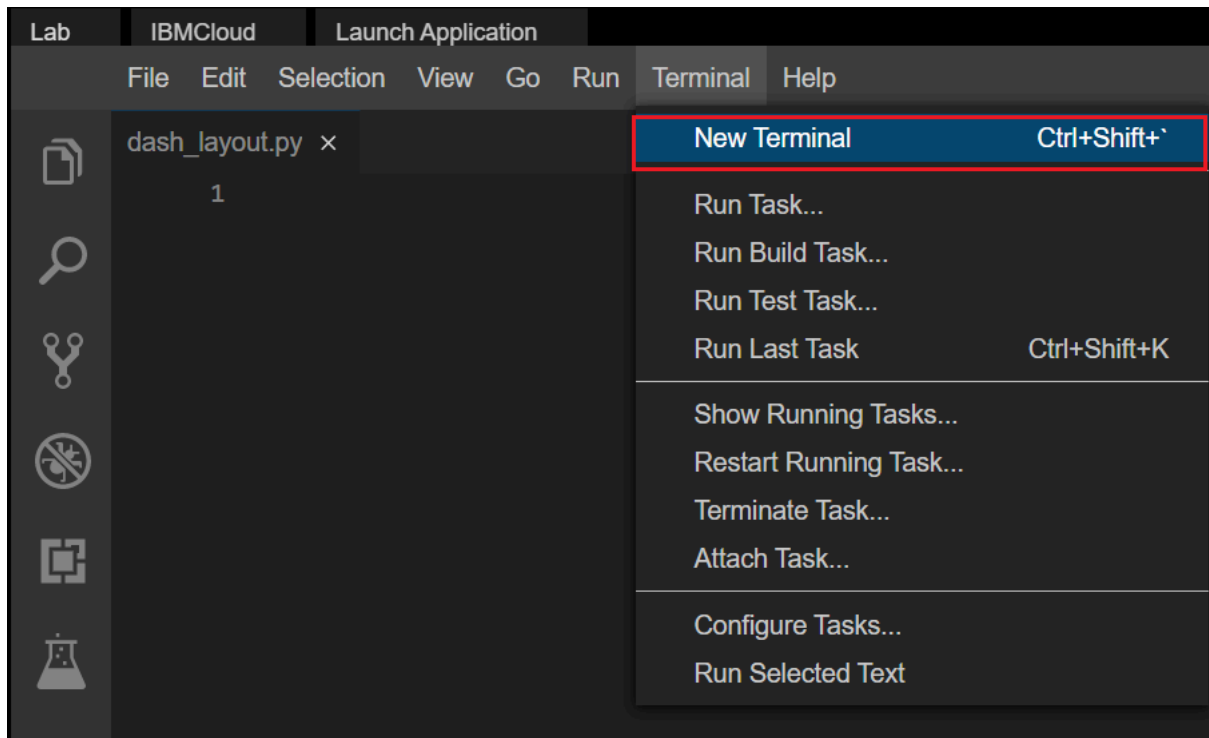 Lab IBMCloud Launch Application
File Edit Selection View Go Run Terminal Help
dash_layout.py ×
1
New Terminal Ctrl+Shift+`
Run Task...
Run Build Task...
Run Test Task...
Run Last Task Ctrl+Shift+K
Show Running Tasks...
Restart Running Task...
Terminate Task...
Attach Task...
Configure Tasks...
Run Selected Text